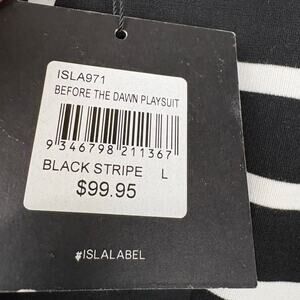 ISLA971
BEFORE THE DAWN PLAYSUIT
9 346798 211367
BLACK STRIPE L
$99.95
#ISLALABEL